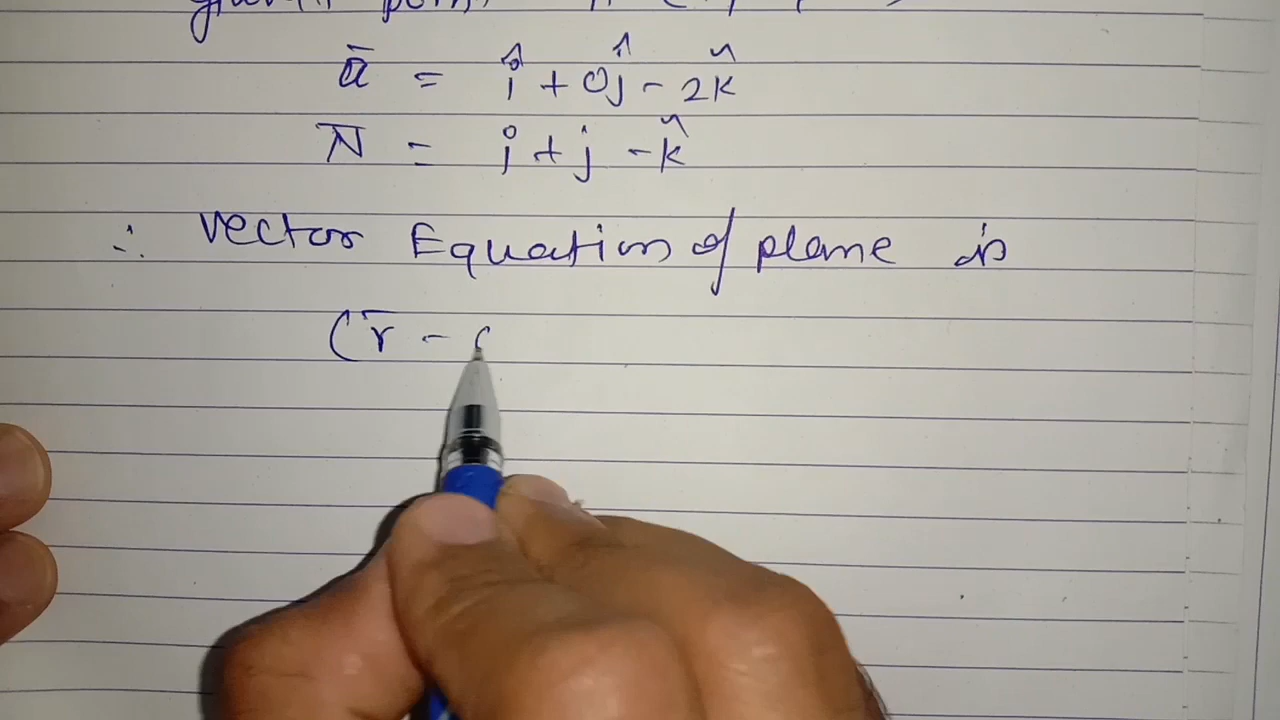 ā = î + 0ĵ - 2k̂
N̄ = i + j - k̂
∴ vector Equation of plane is
(r̄ -